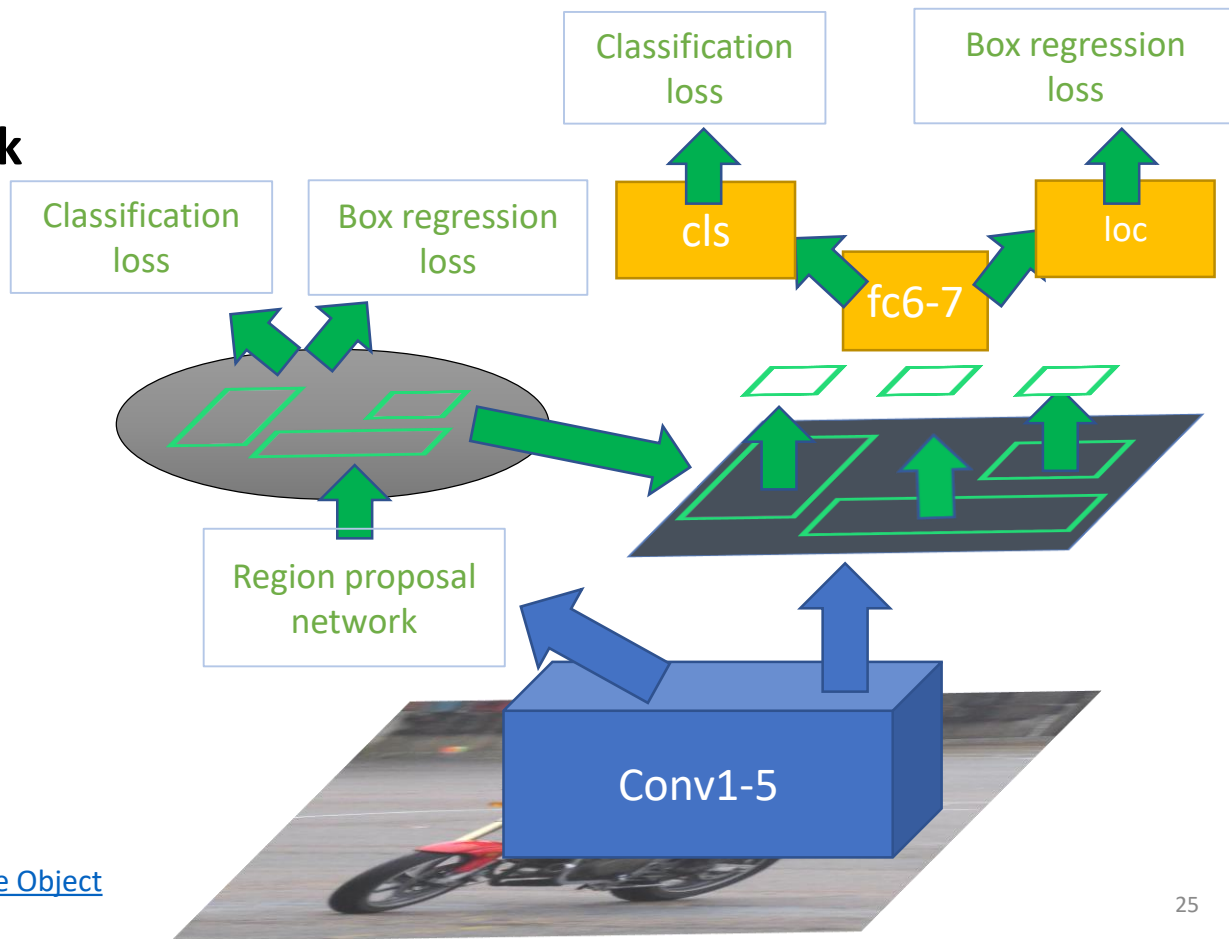 k
Classification
loss
Box regression
loss
Classification
loss
Box regression
loss
cls
loc
fc6-7
Region proposal
network
Conv1-5
e Object
25